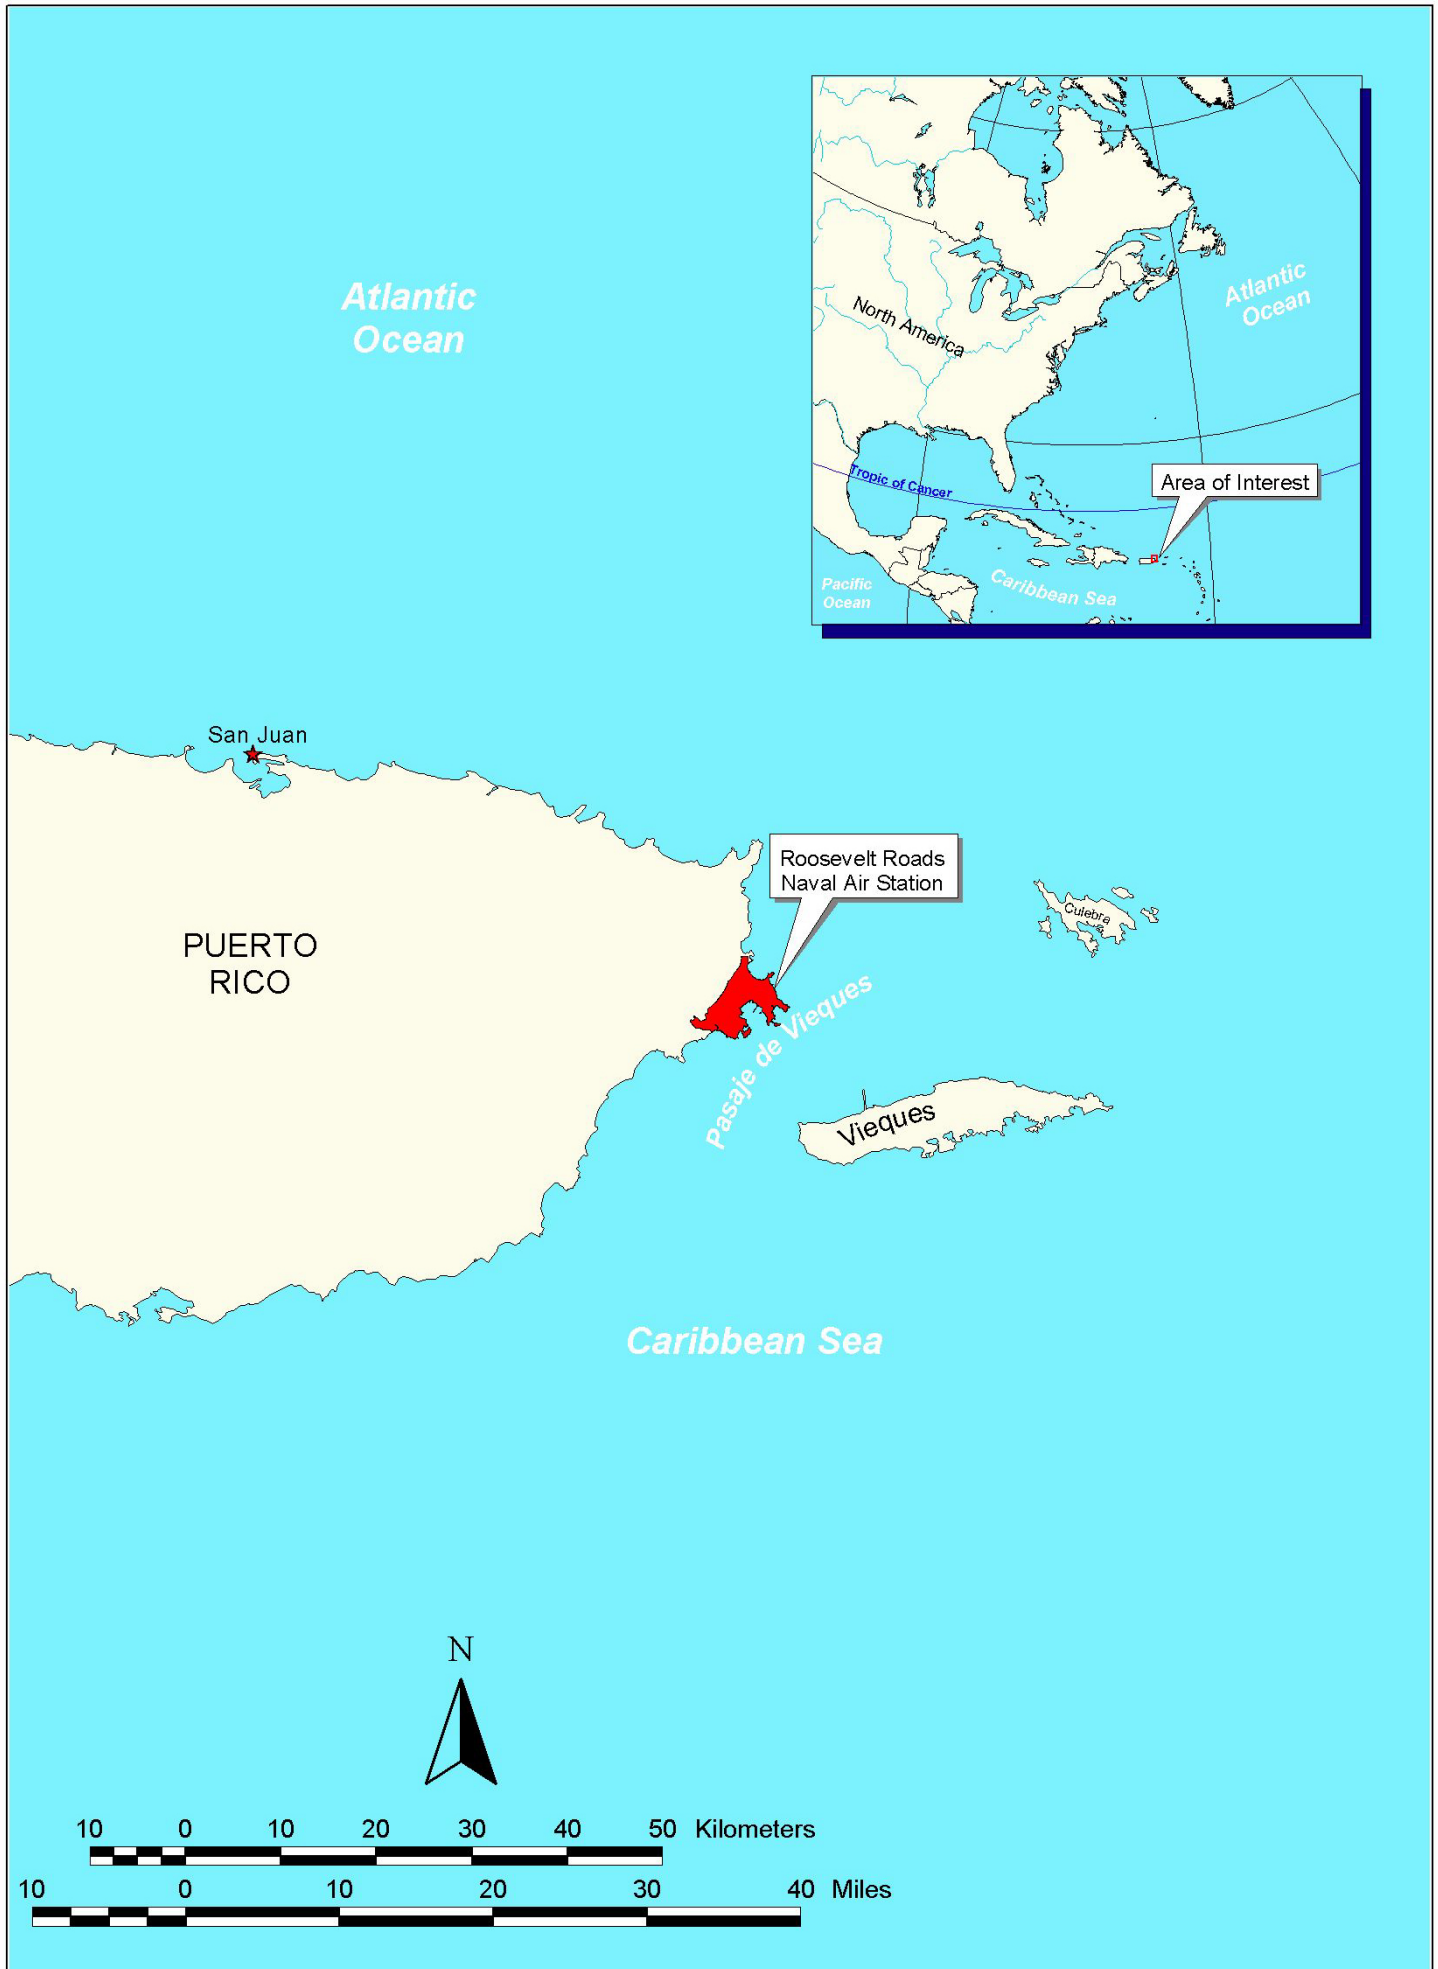 Atlantic
Ocean
North America
Atlantic
Ocean
Tropic of Cancer
Area of Interest
Pacific
Ocean
Caribbean Sea
San Juan
Roosevelt Roads
Naval Air Station
Culebra
PUERTO
RICO
Pasaje de Vieques
Vieques
Caribbean Sea
N
10 0 10 20 30 40 50 Kilometers
10 0 10 20 30 40 Miles